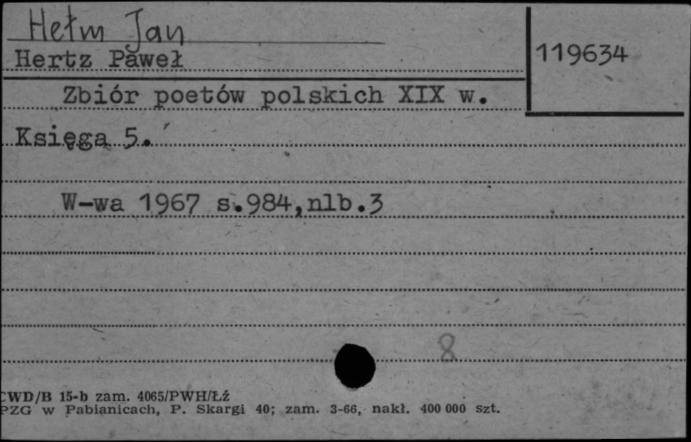 Hełm Jan
Hertz Paweł
119634
Zbiór poetów polskich XIX w.
Księga 5.
W-wa 1967 s.984,nlb.3
8
CWD/B 15-b zam. 4065/PWH/Łź
PZG w Pabianicach, P. Skargi 40; zam. 3-66, nakł. 400 000 szt.